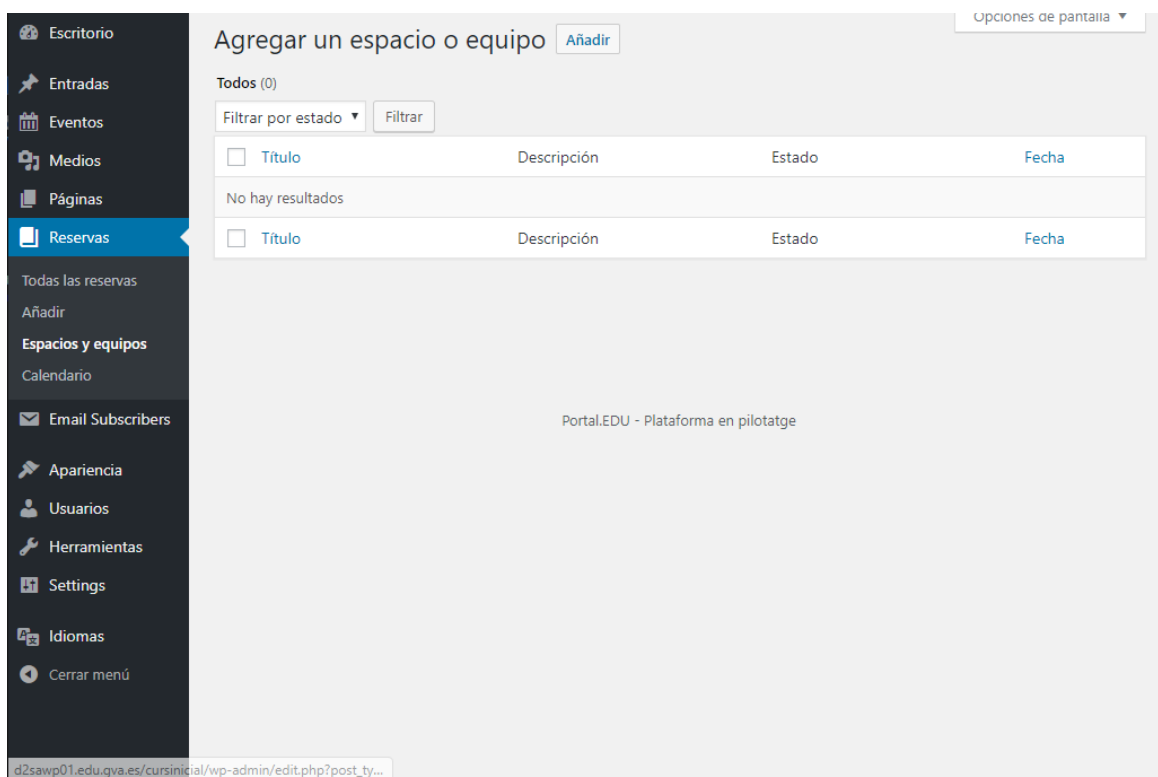 Escritorio
Entradas
Eventos
Medios
Páginas
Reservas
Todas las reservas
Añadir
Espacios y equipos
Calendario
Email Subscribers
Apariencia
Usuarios
Herramientas
Settings
Idiomas
Cerrar menú
Opciones de pantalla ▼
Agregar un espacio o equipo Añadir
Todos (0)
Filtrar por estado ▼ Filtrar
Título Descripción Estado Fecha
No hay resultados
Título Descripción Estado Fecha
Portal.EDU - Plataforma en pilotatge
d2sawp01.edu.gva.es/cursinicial/wp-admin/edit.php?post_ty...